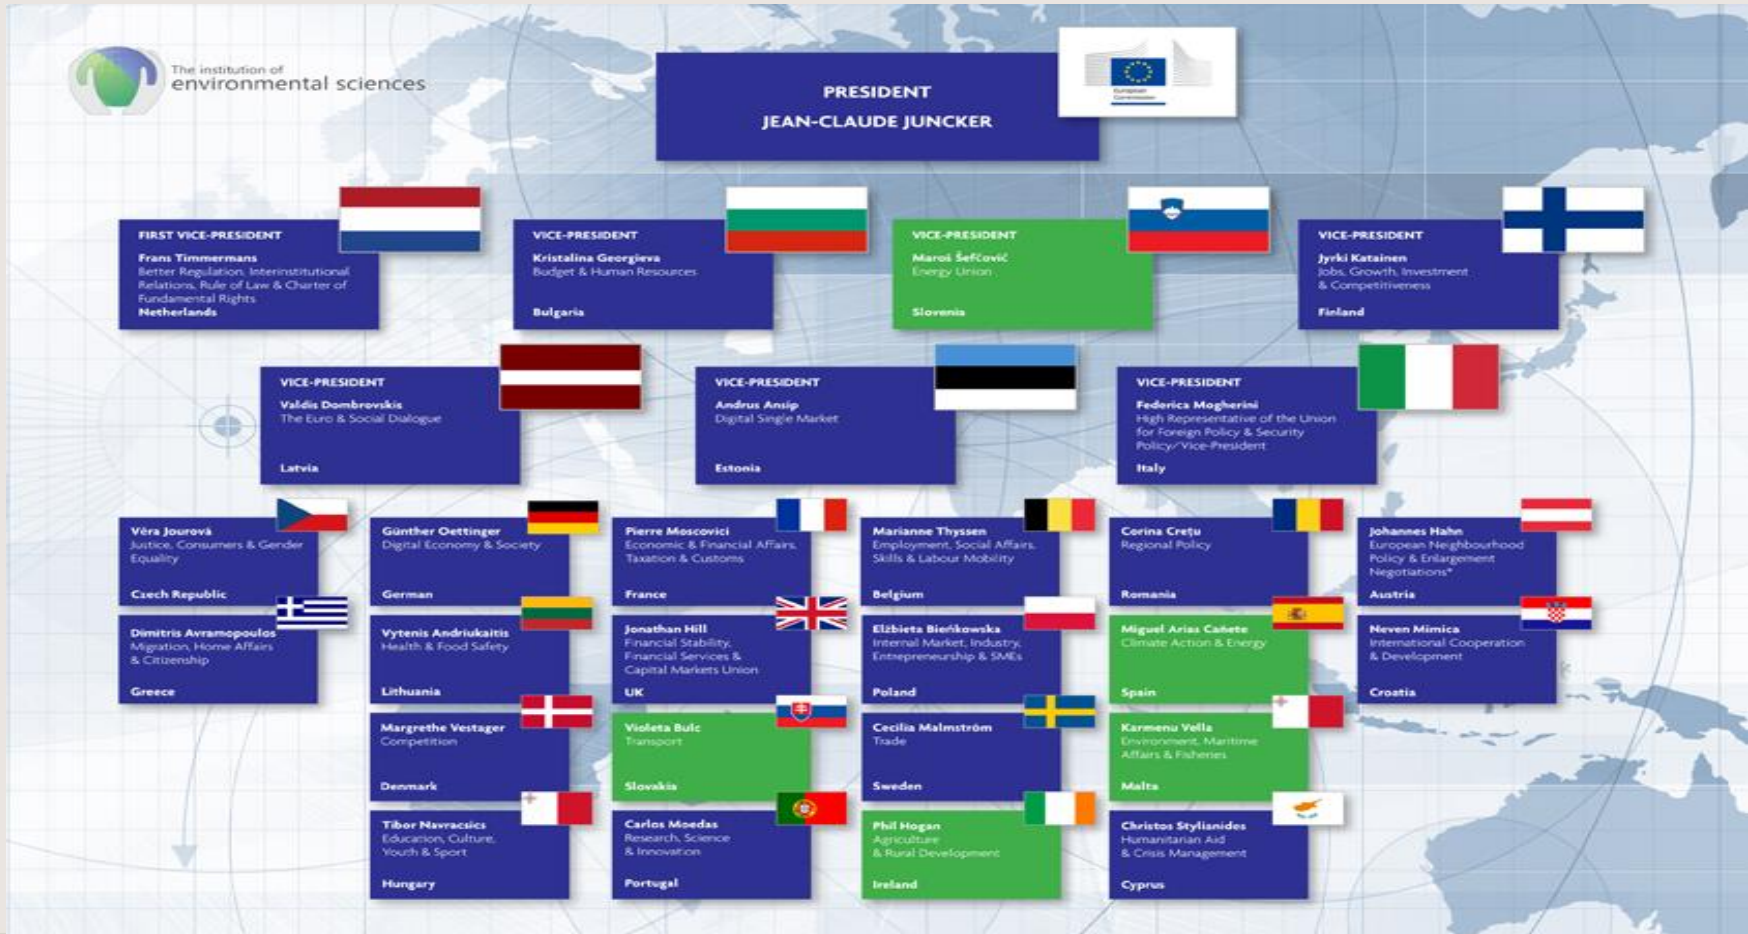 The institution of
environmental sciences
PRESIDENT
JEAN-CLAUDE JUNCKER
European
Commission
FIRST VICE-PRESIDENT
Frans Timmermans
Better Regulation, Interinstitutional
Relations, Rule of Law & Charter of
Fundamental Rights
Netherlands
VICE-PRESIDENT
Kristalina Georgieva
Budget & Human Resources
Bulgaria
VICE-PRESIDENT
Maroš Šefčovič
Energy Union
Slovenia
VICE-PRESIDENT
Jyrki Katainen
Jobs, Growth, Investment
& Competitiveness
Finland
VICE-PRESIDENT
Valdis Dombrovskis
The Euro & Social Dialogue
Latvia
VICE-PRESIDENT
Andrus Ansip
Digital Single Market
Estonia
VICE-PRESIDENT
Federica Mogherini
High Representative of the Union
for Foreign Policy & Security
Policy/Vice-President
Italy
Věra Jourová
Justice, Consumers & Gender
Equality
Czech Republic
Günther Oettinger
Digital Economy & Society
German
Pierre Moscovici
Economic & Financial Affairs,
Taxation & Customs
France
Marianne Thyssen
Employment, Social Affairs,
Skills & Labour Mobility
Belgium
Corina Crețu
Regional Policy
Romania
Johannes Hahn
European Neighbourhood
Policy & Enlargement
Negotiations*
Austria
Dimitris Avramopoulos
Migration, Home Affairs
& Citizenship
Greece
Vytenis Andriukaitis
Health & Food Safety
Lithuania
Jonathan Hill
Financial Stability,
Financial Services &
Capital Markets Union
UK
Elżbieta Bieńkowska
Internal Market, Industry,
Entrepreneurship & SMEs
Poland
Miguel Arias Cañete
Climate Action & Energy
Spain
Neven Mimica
International Cooperation
& Development
Croatia
Margrethe Vestager
Competition
Denmark
Violeta Bulc
Transport
Slovakia
Cecilia Malmström
Trade
Sweden
Karmenu Vella
Environment, Maritime
Affairs & Fisheries
Malta
Tibor Navracsics
Education, Culture,
Youth & Sport
Hungary
Carlos Moedas
Research, Science
& Innovation
Portugal
Phil Hogan
Agriculture
& Rural Development
Ireland
Christos Stylianides
Humanitarian Aid
& Crisis Management
Cyprus